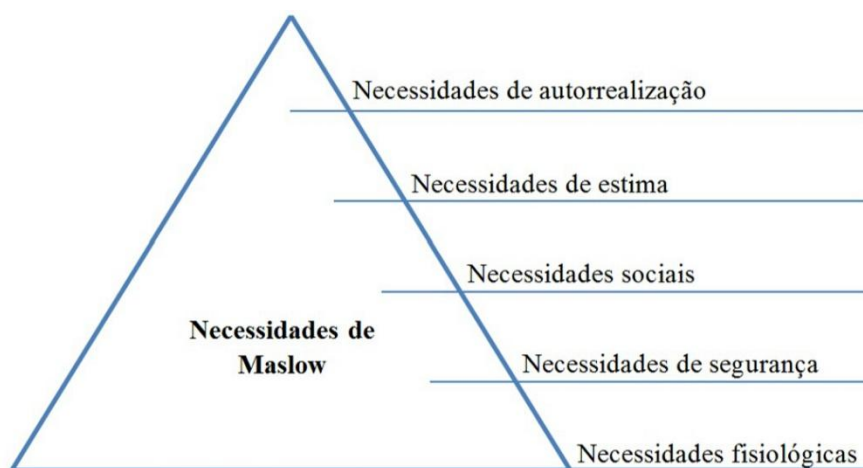 Necessidades de autorrealização
Necessidades de estima
Necessidades sociais
Necessidades de
Maslow
Necessidades de segurança
Necessidades fisiológicas